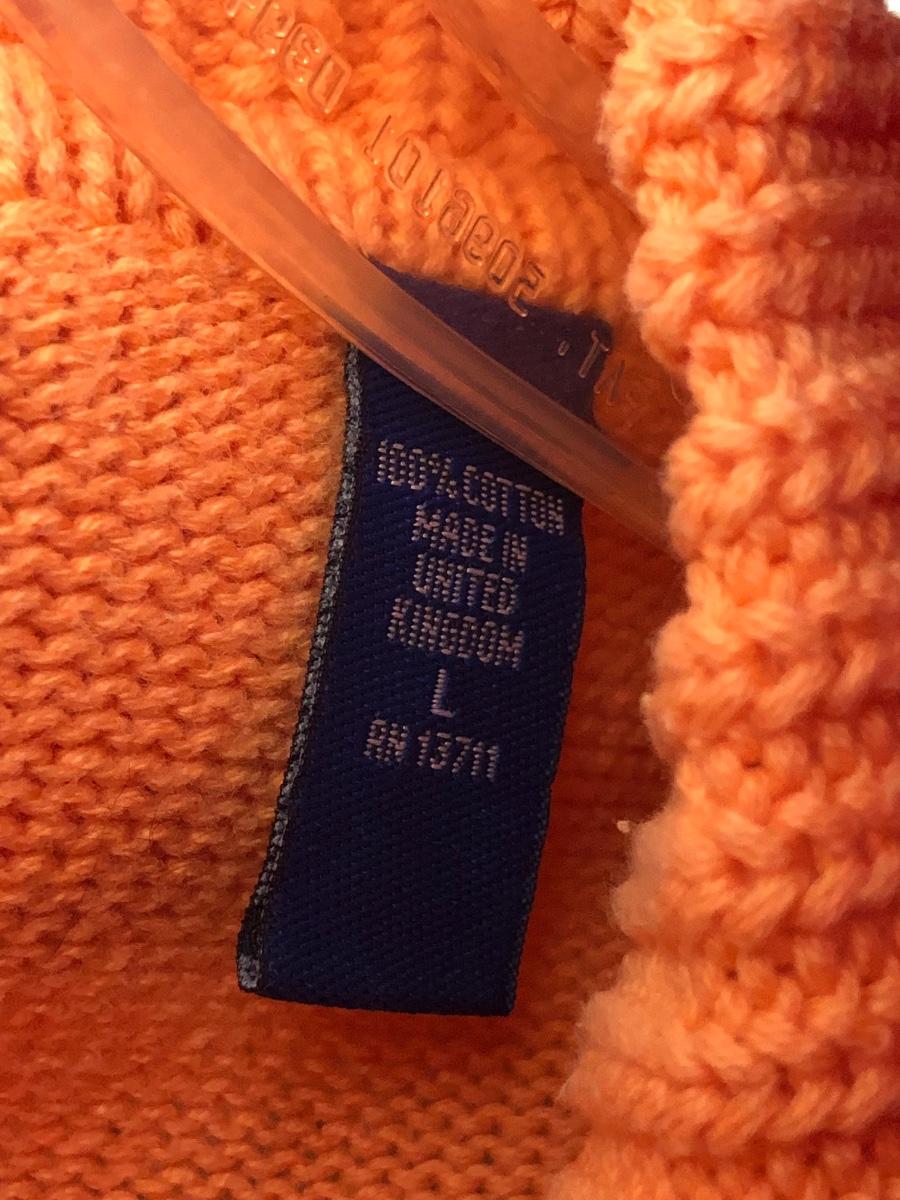 100% COTTON
MADE IN
UNITED
KINGDOM
L
RN 13711